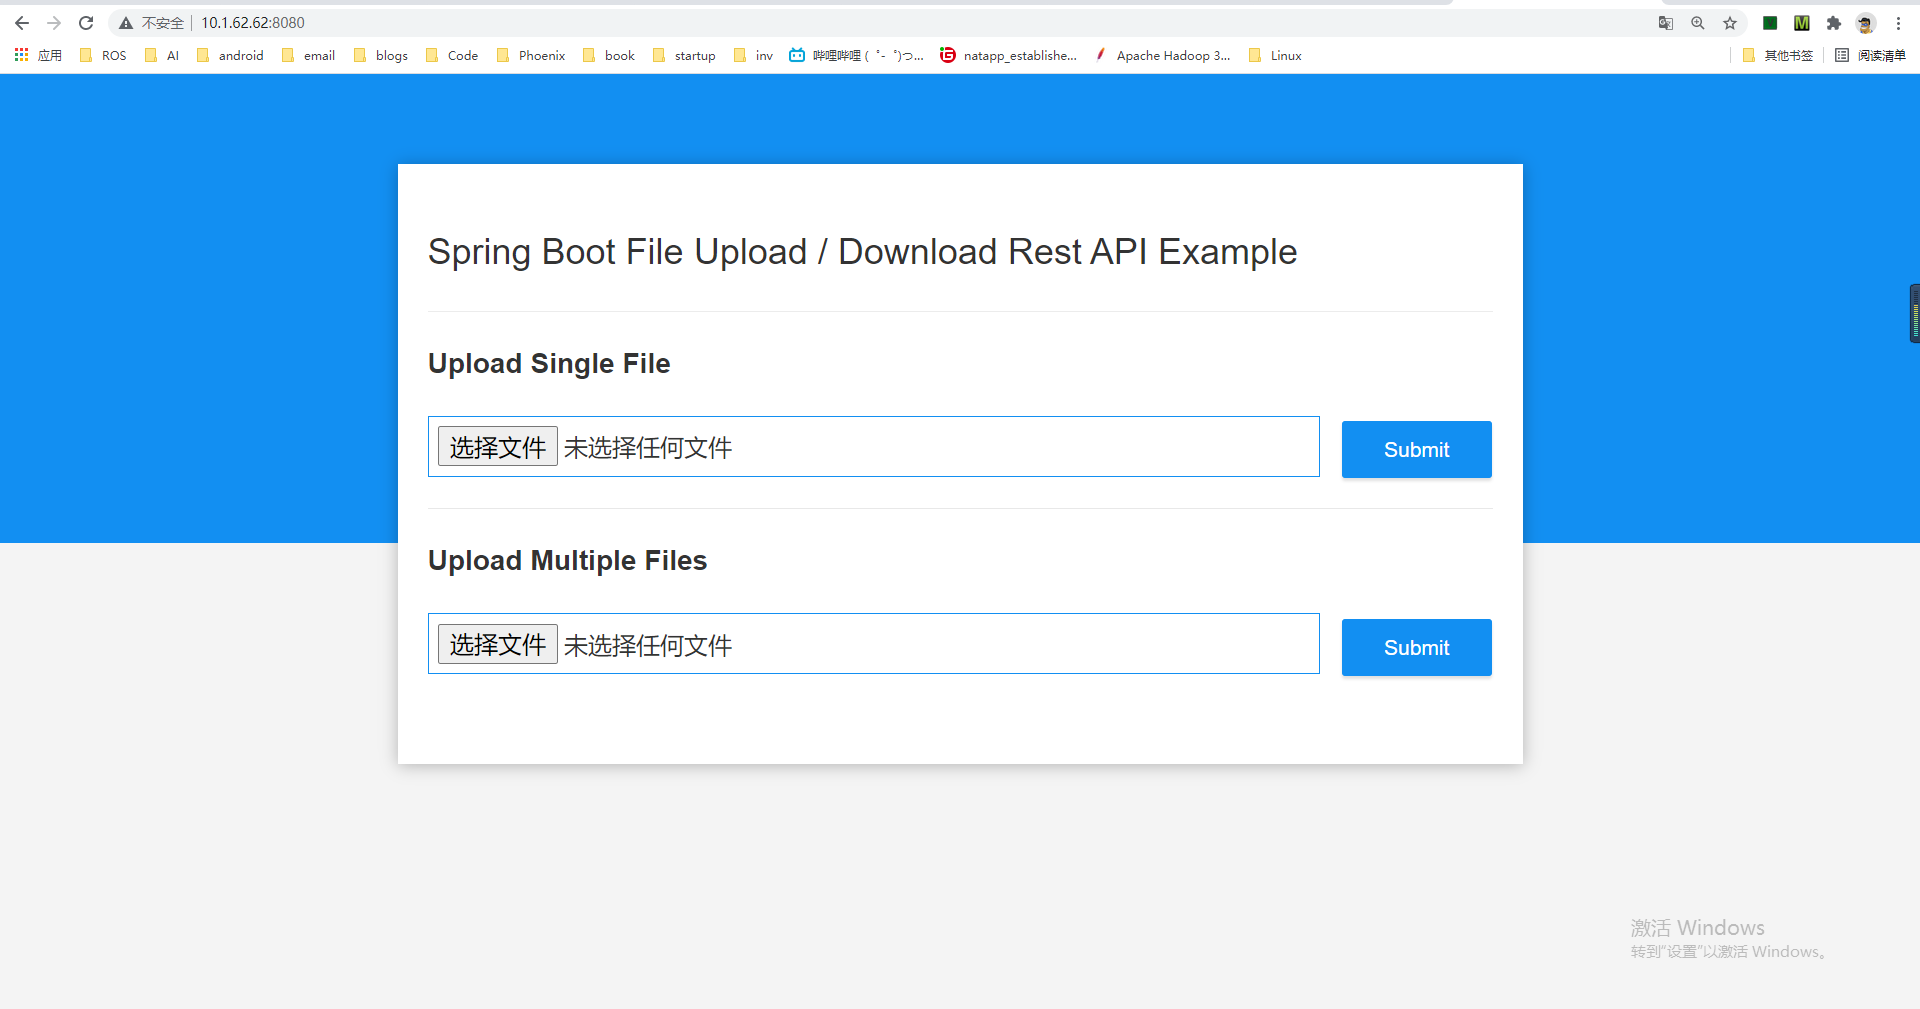 不安全 10.1.62.62:8080
应用 ROS AI android email blogs Code Phoenix book startup inv 哔哩哔哩 ( ゜- ゜)つ... natapp_establishe... Apache Hadoop 3... Linux 其他书签 阅读清单
Spring Boot File Upload / Download Rest API Example
Upload Single File
选择文件 未选择任何文件 Submit
Upload Multiple Files
选择文件 未选择任何文件 Submit
激活 Windows
转到"设置"以激活 Windows。